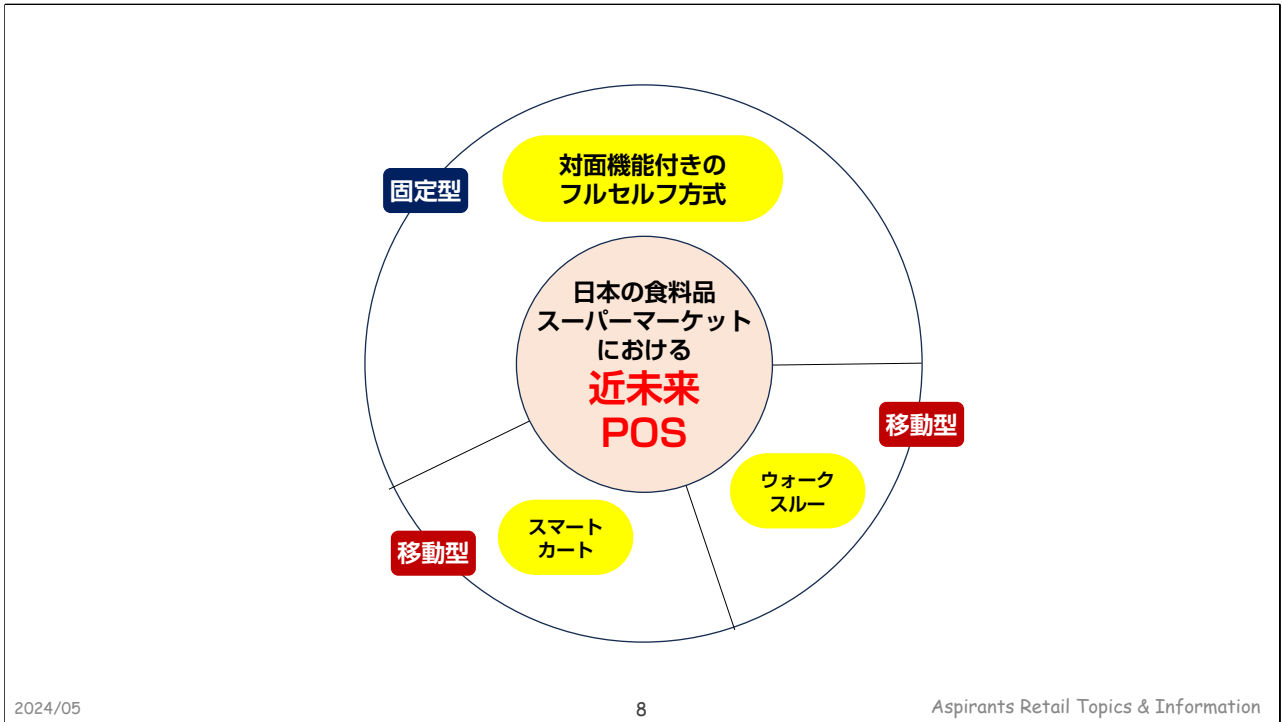 対面機能付きの
フルセルフ方式
固定型
日本の食料品
スーパーマーケット
における
近未来
POS
移動型
ウォーク
スルー
スマート
カート
移動型
2024/05
8
Aspirants Retail Topics & Information